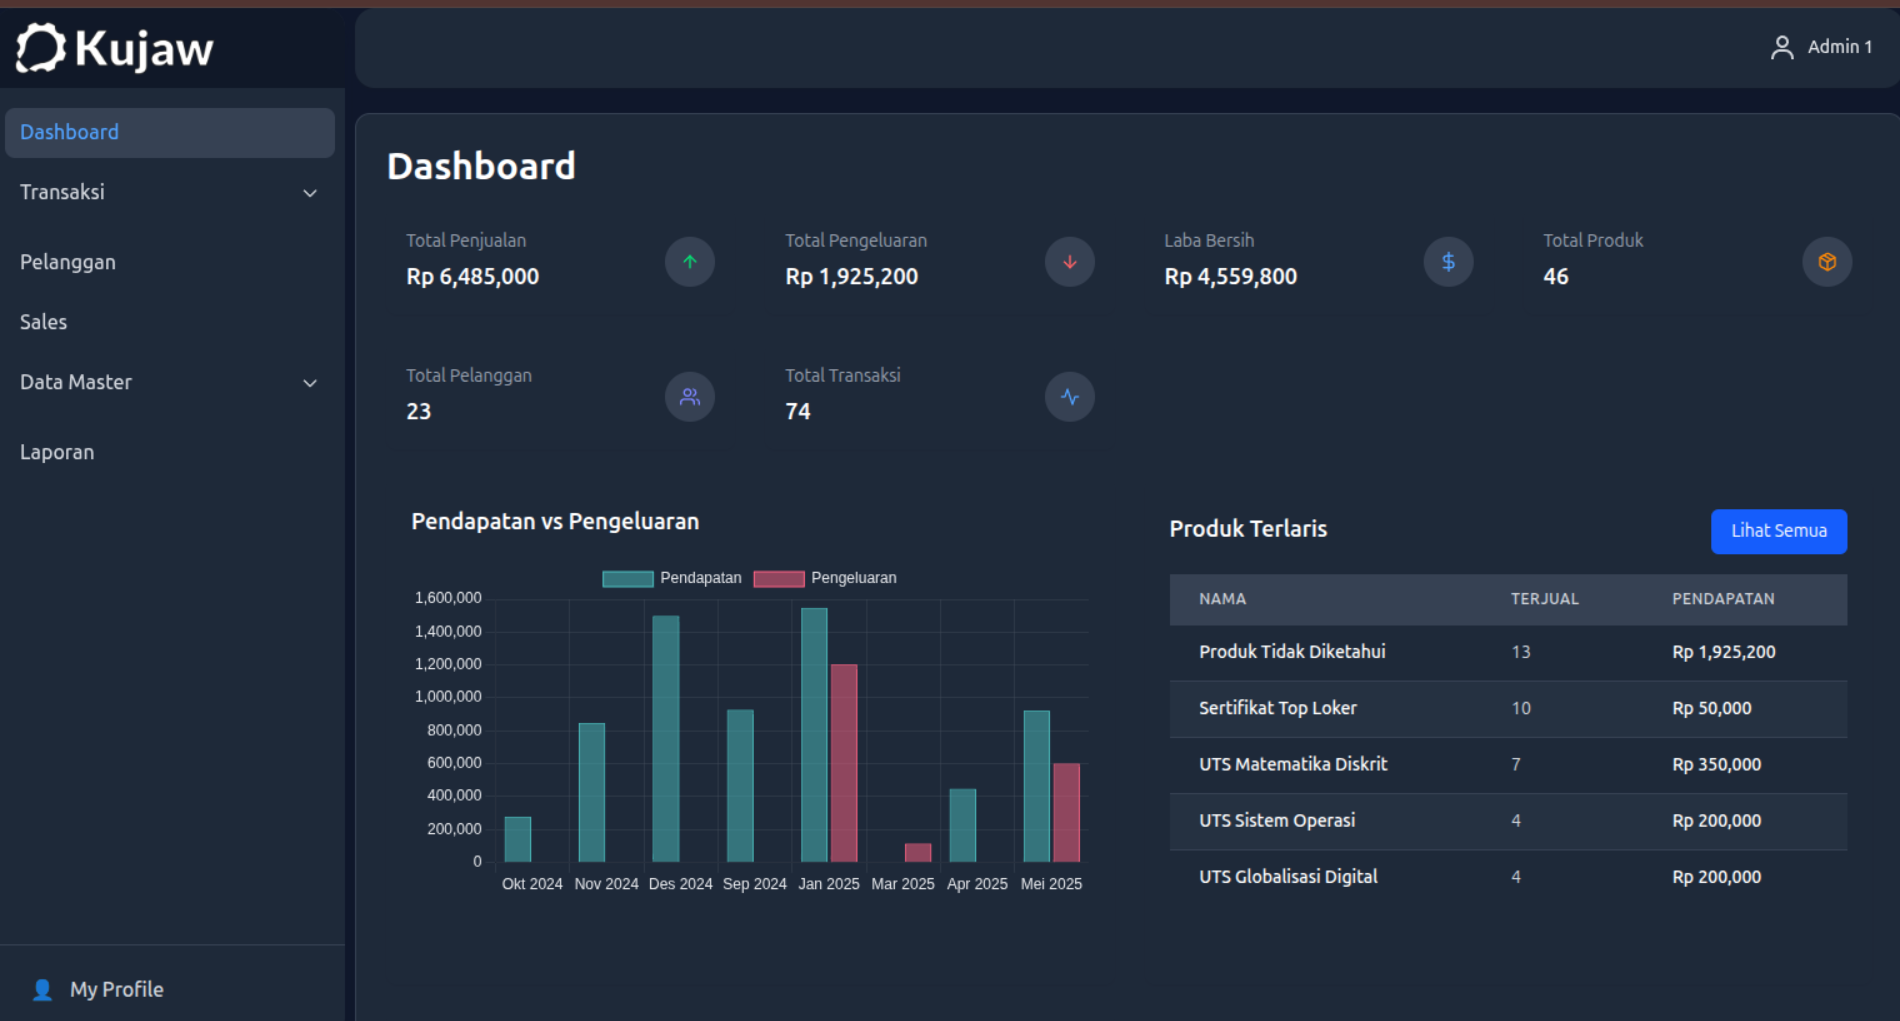 Kujaw
Admin 1
Dashboard
Transaksi
Pelanggan
Sales
Data Master
Laporan
My Profile
Dashboard
Total Penjualan
Rp 6,485,000
Total Pengeluaran
Rp 1,925,200
Laba Bersih
Rp 4,559,800
Total Produk
46
Total Pelanggan
23
Total Transaksi
74
Pendapatan vs Pengeluaran
Pendapatan Pengeluaran
1,600,000
1,400,000
1,200,000
1,000,000
800,000
600,000
400,000
200,000
0
Okt 2024 Nov 2024 Des 2024 Sep 2024 Jan 2025 Mar 2025 Apr 2025 Mei 2025
Produk Terlaris
Lihat Semua
NAMA TERJUAL PENDAPATAN
Produk Tidak Diketahui 13 Rp 1,925,200
Sertifikat Top Loker 10 Rp 50,000
UTS Matematika Diskrit 7 Rp 350,000
UTS Sistem Operasi 4 Rp 200,000
UTS Globalisasi Digital 4 Rp 200,000